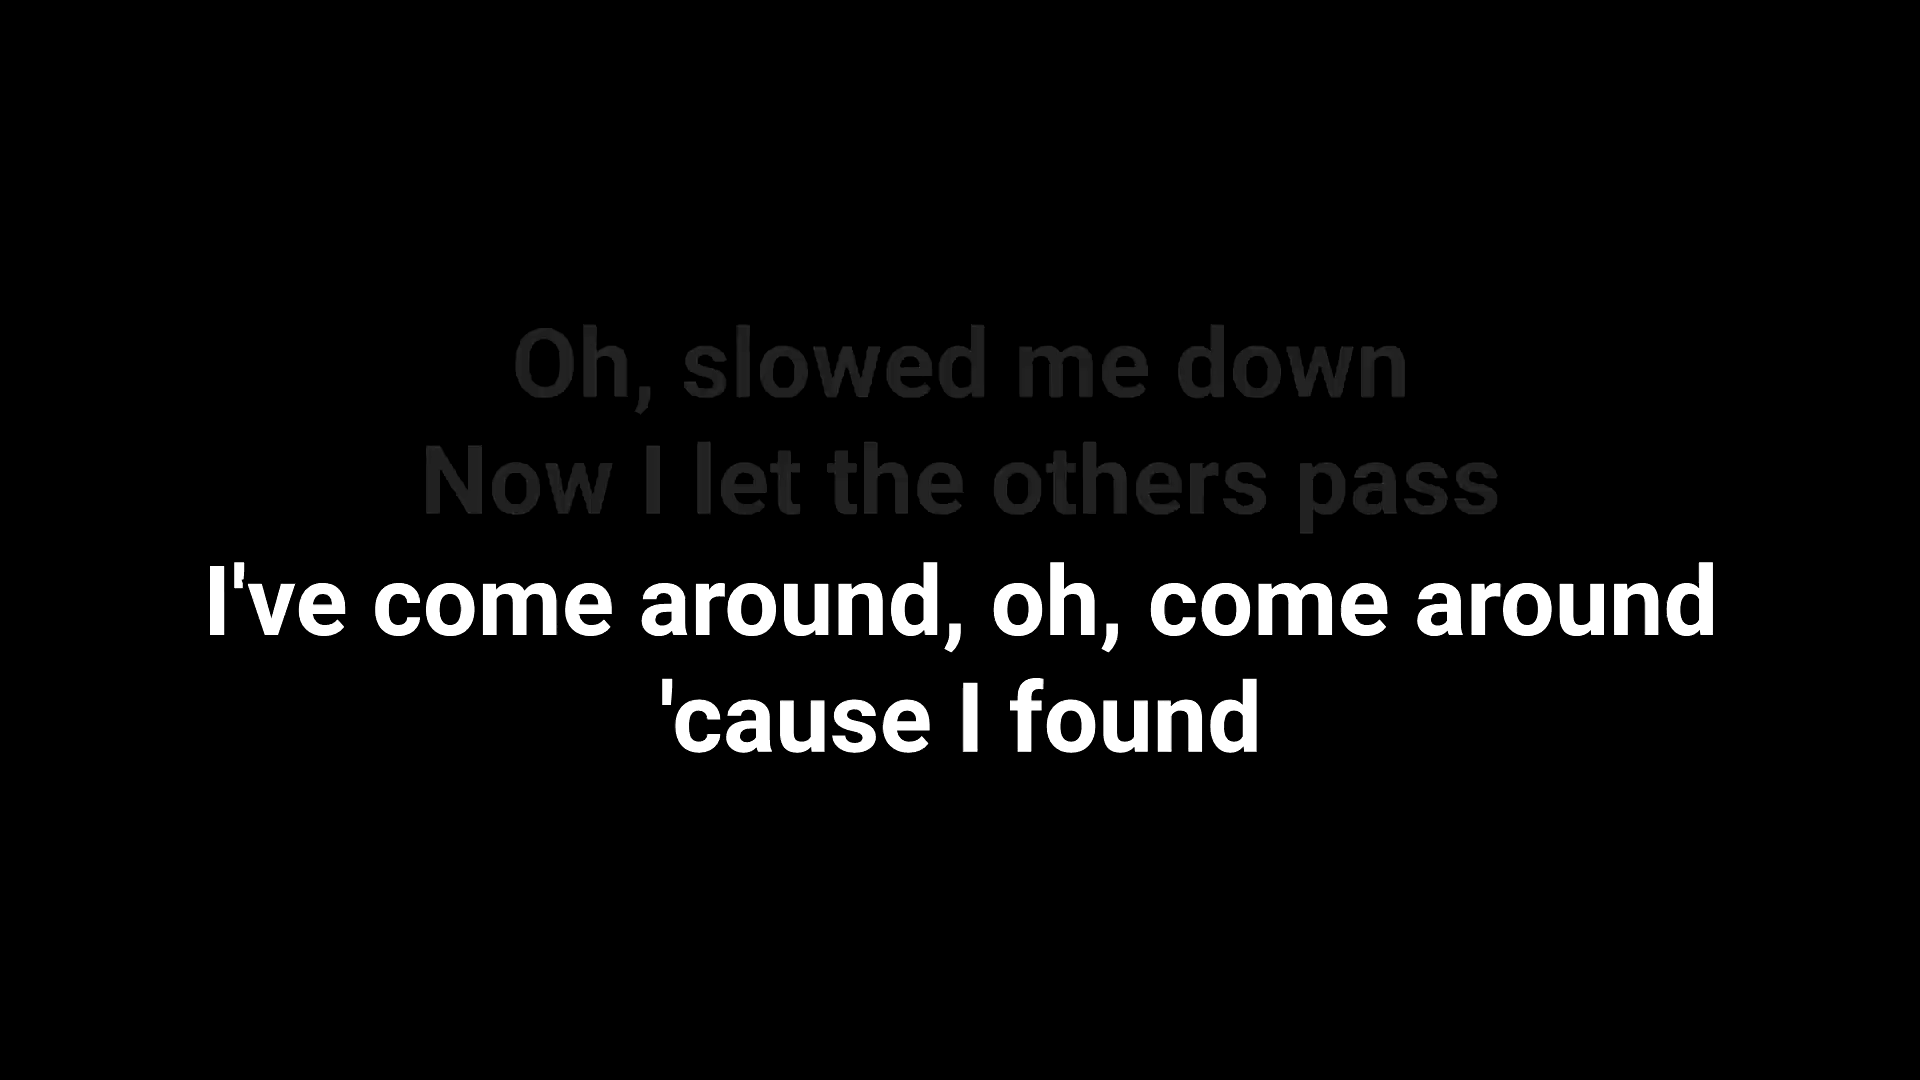 Oh, slowed me down
Now I let the others pass
I've come around, oh, come around
'cause I found